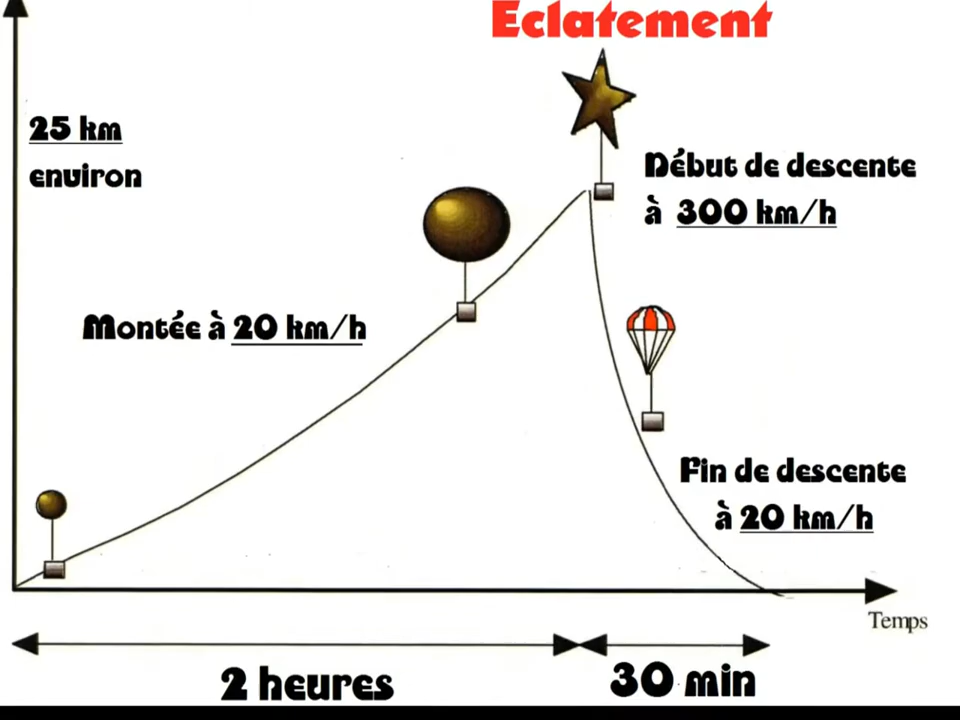 Eclatement
25 km
environ
Début de descente
à 300 km/h
Montée à 20 km/h
Fin de descente
à 20 km/h
Temps
2 heures
30 min